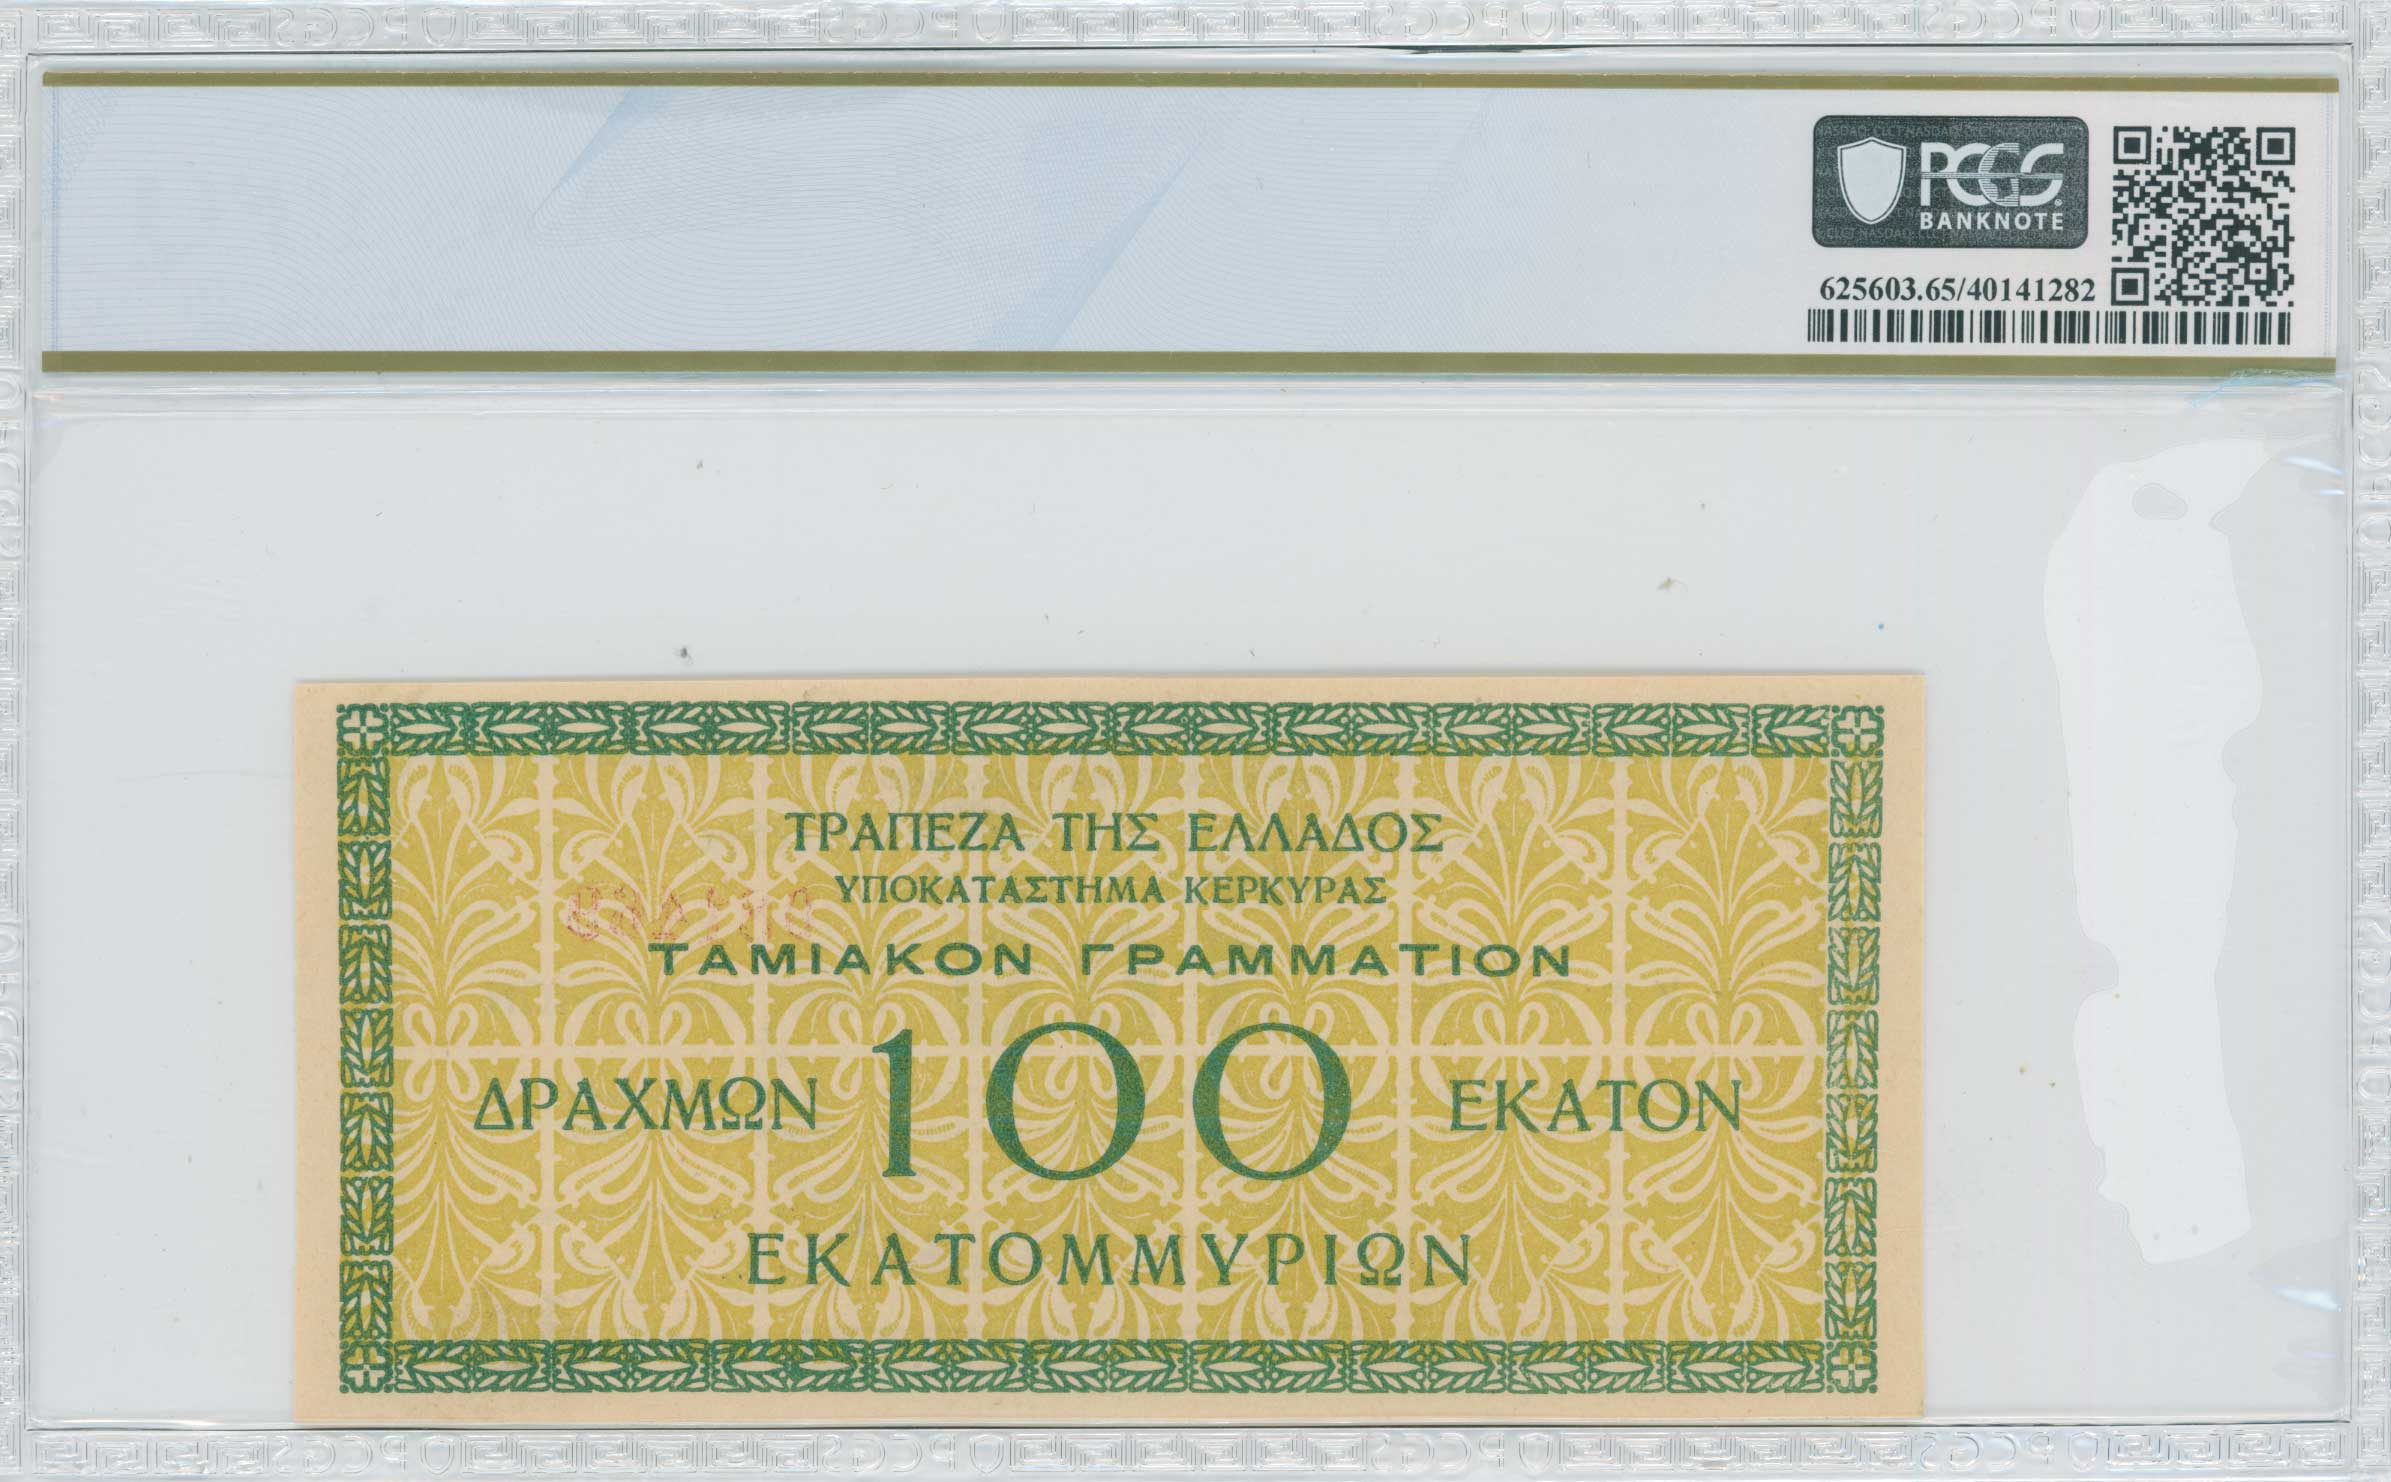 PCGS
BANKNOTE
625603.65/40141282
ΤΡΑΠΕΖΑ ΤΗΣ ΕΛΛΑΔΟΣ
ΥΠΟΚΑΤΑΣΤΗΜΑ ΚΕΡΚΥΡΑΣ
ΤΑΜΙΑΚΟΝ ΓΡΑΜΜΑΤΙΟΝ
ΔΡΑΧΜΩΝ 100 ΕΚΑΤΟΝ
ΕΚΑΤΟΜΜΥΡΙΩΝ